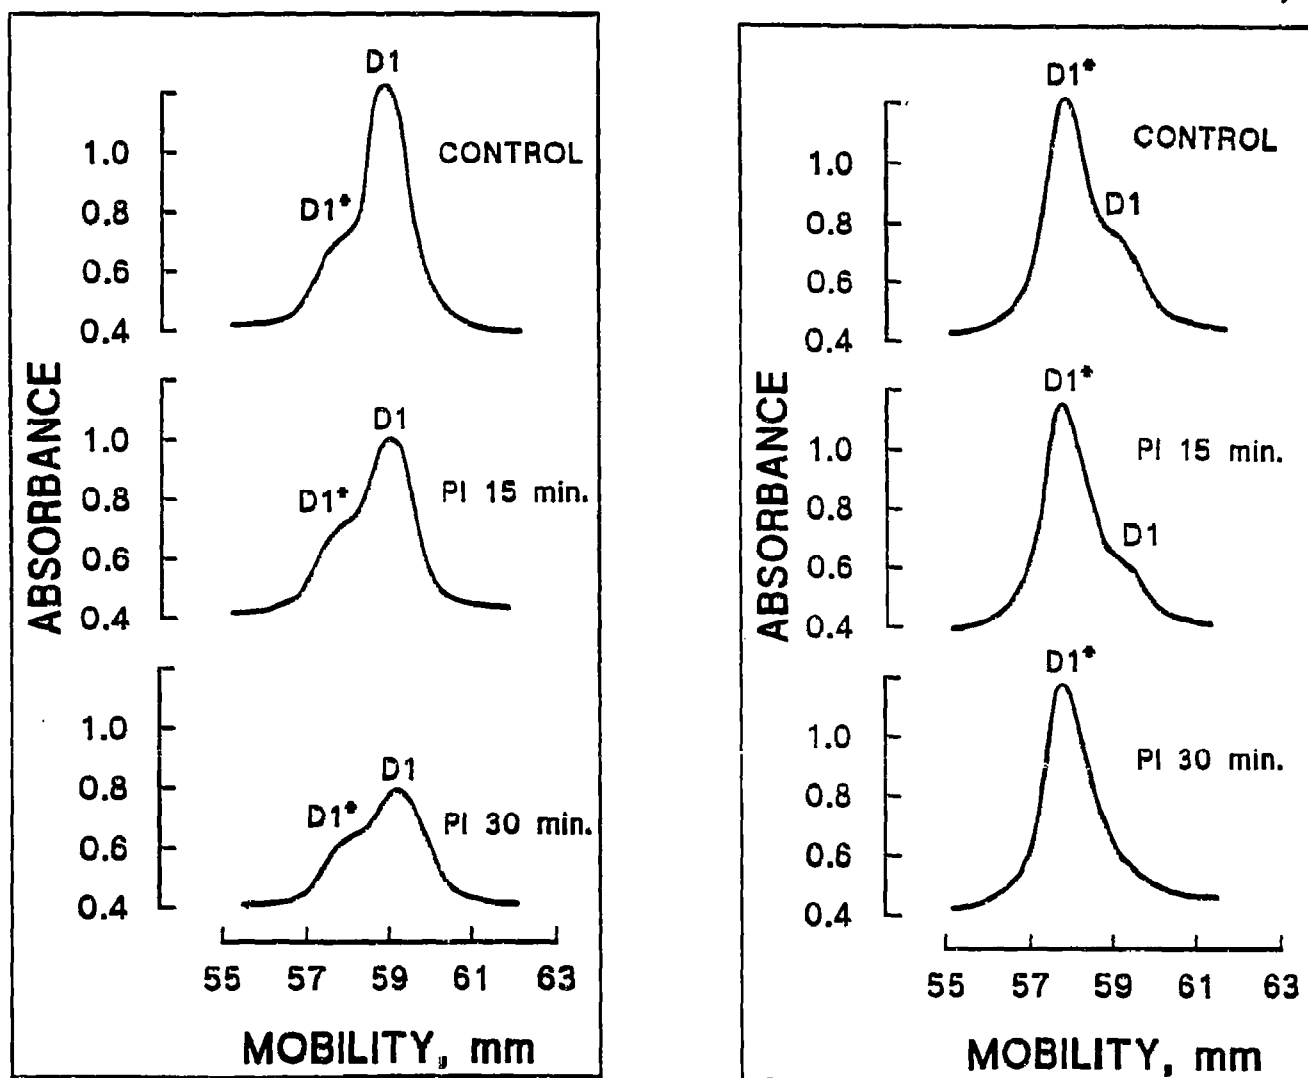 D1
CONTROL
D1*
1.0
0.8
0.6
0.4
D1
PI 15 min.
D1*
1.0
0.8
0.6
0.4
D1
PI 30 min.
D1*
1.0
0.8
0.6
0.4
ABSORBANCE
55 57 59 61 63
MOBILITY, mm
D1*
CONTROL
D1
1.0
0.8
0.6
0.4
D1*
PI 15 min.
D1
1.0
0.8
0.6
0.4
D1*
PI 30 min.
1.0
0.8
0.6
0.4
ABSORBANCE
55 57 59 61 63
MOBILITY, mm